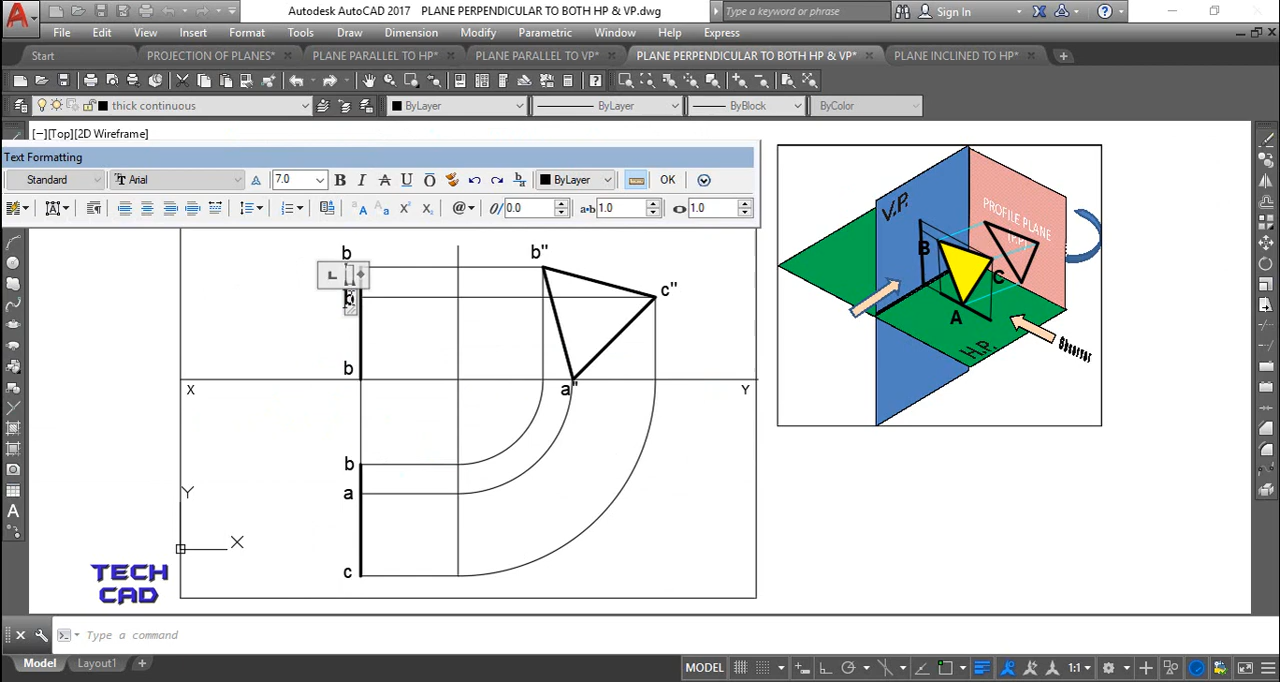 Autodesk AutoCAD 2017 PLANE PERPENDICULAR TO BOTH HP & VP.dwg
Type a keyword or phrase
Sign In
File Edit View Insert Format Tools Draw Dimension Modify Parametric Window Help Express
Start PROJECTION OF PLANES* PLANE PARALLEL TO HP* PLANE PARALLEL TO VP* PLANE PERPENDICULAR TO BOTH HP & VP* PLANE INCLINED TO HP*
thick continuous ByLayer ByLayer ByBlock ByColor
[−][Top][2D Wireframe]
Text Formatting
Standard Arial 7.0 B I A U O ByLayer OK
@ 0/ 0.0 a•b 1.0 1.0
b b"
b c"
b a"
X Y
b
a
c
Y
X
TECH
CAD
V.P.
PROFILE PLANE
B
C
A
H.P.
Observer
Type a command
Model Layout1
MODEL 1:1